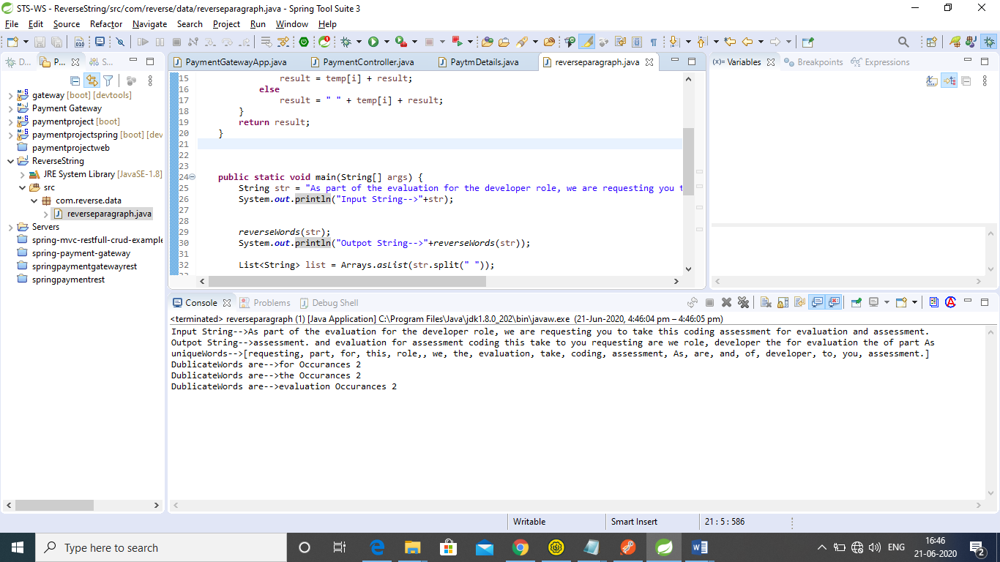 STS-WS - ReverseString/src/com/reverse/data/reverseparagraph.java - Spring Tool Suite 3
File Edit Source Refactor Navigate Search Project Run Window Help
D... P... S...
gateway [boot] [devtools]
Payment Gateway
paymentproject [boot]
paymentprojectspring [boot] [dev
paymentprojectweb
ReverseString
JRE System Library [JavaSE-1.8]
src
com.reverse.data
reverseparagraph.java
Servers
spring-mvc-restfull-crud-example
spring-payment-gateway
springpaymentgatewayrest
springpaymentrest
PaymentGatewayApp.java PaymentController.java PaytmDetails.java reverseparagraph.java
15 result = temp[i] + result;
16 else
17 result = " " + temp[i] + result;
18 }
19 return result;
20 }
21
22
23
24 public static void main(String[] args) {
25 String str = "As part of the evaluation for the developer role, we are requesting you t
26 System.out.println("Input String-->"+str);
27
28
29 reverseWords(str);
30 System.out.println("Outpot String-->"+reverseWords(str));
31
32 List<String> list = Arrays.asList(str.split(" "));
(x)= Variables Breakpoints Expressions
Console Problems Debug Shell
<terminated> reverseparagraph (1) [Java Application] C:\Program Files\Java\jdk1.8.0_202\bin\javaw.exe (21-Jun-2020, 4:46:04 pm – 4:46:05 pm)
Input String-->As part of the evaluation for the developer role, we are requesting you to take this coding assessment for evaluation and assessment.
Outpot String-->assessment. and evaluation for assessment coding this take to you requesting are we role, developer the for evaluation the of part As
uniqueWords-->[requesting, part, for, this, role,, we, the, evaluation, take, coding, assessment, As, are, and, of, developer, to, you, assessment.]
DublicateWords are-->for Occurances 2
DublicateWords are-->the Occurances 2
DublicateWords are-->evaluation Occurances 2
Writable Smart Insert 21 : 5 : 586
Type here to search
ENG
16:46
21-06-2020
2